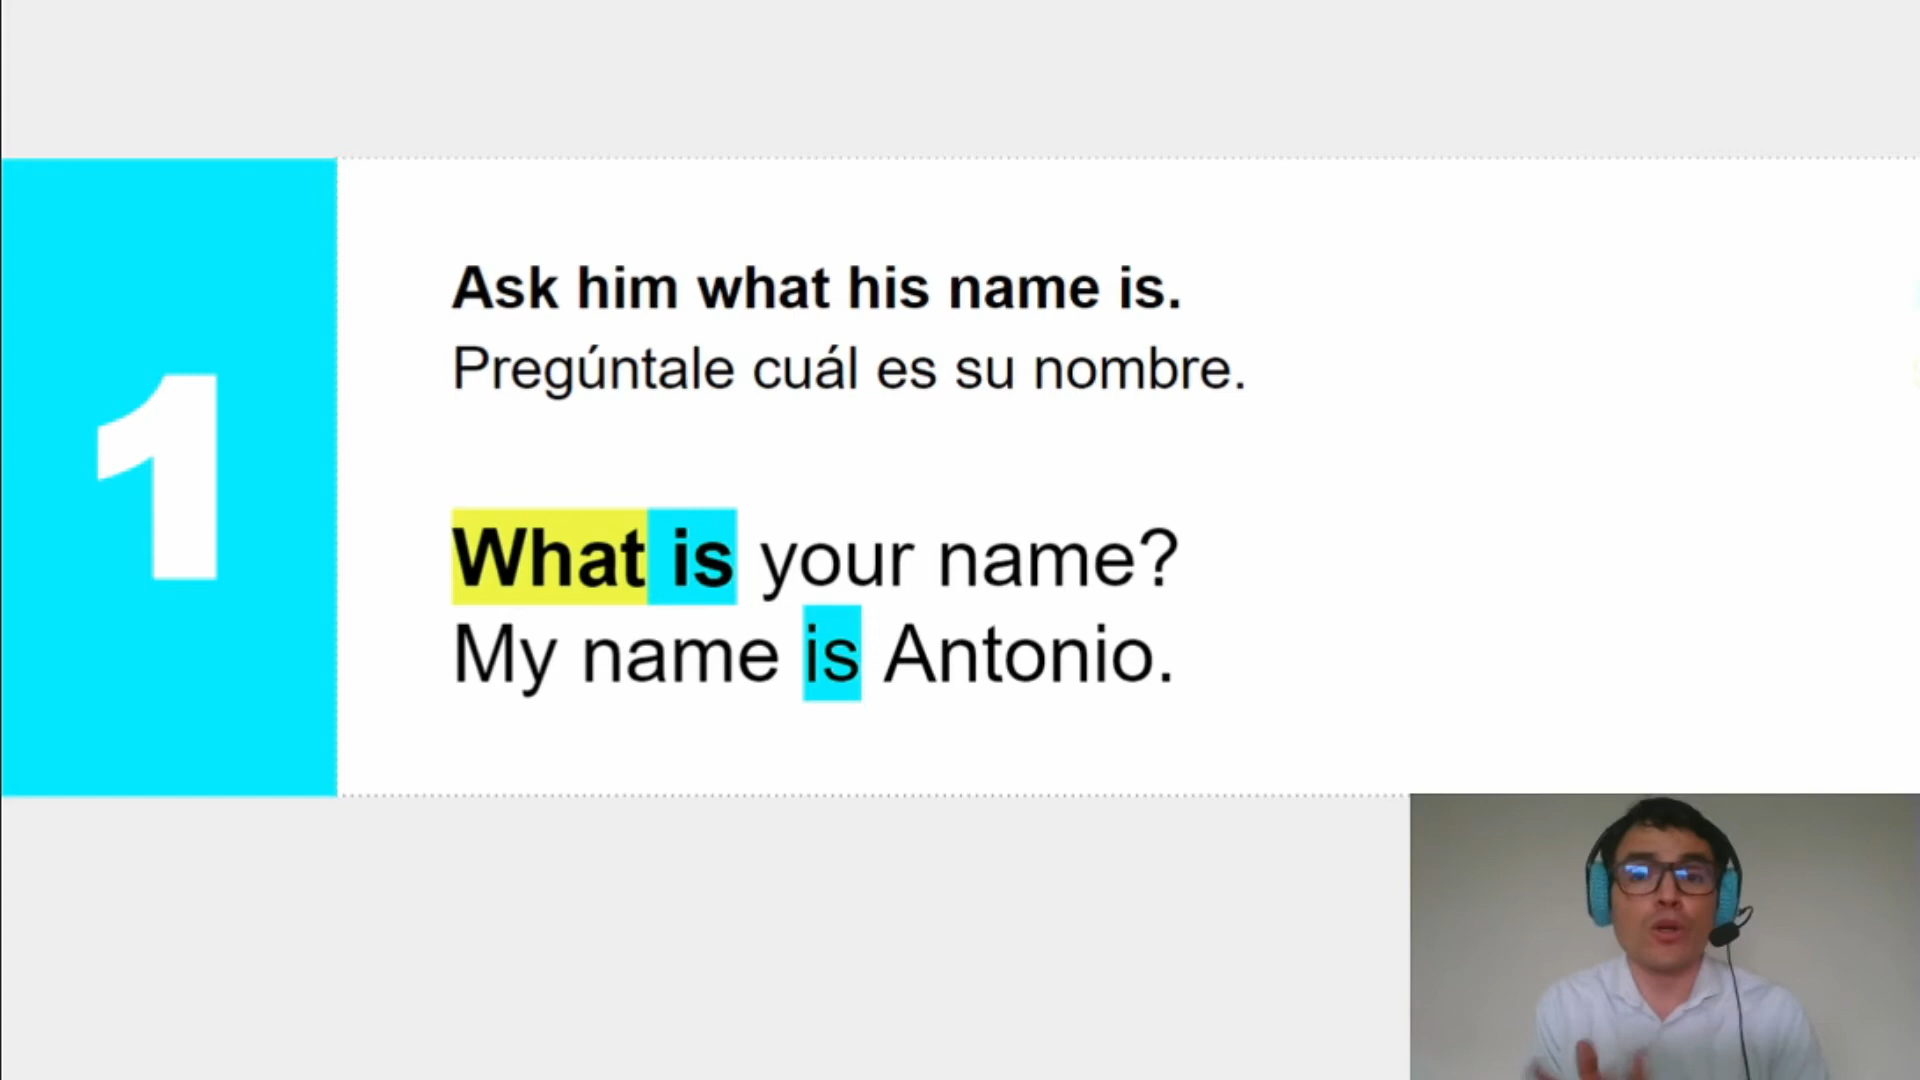 1
Ask him what his name is.
Pregúntale cuál es su nombre.
What is your name?
My name is Antonio.